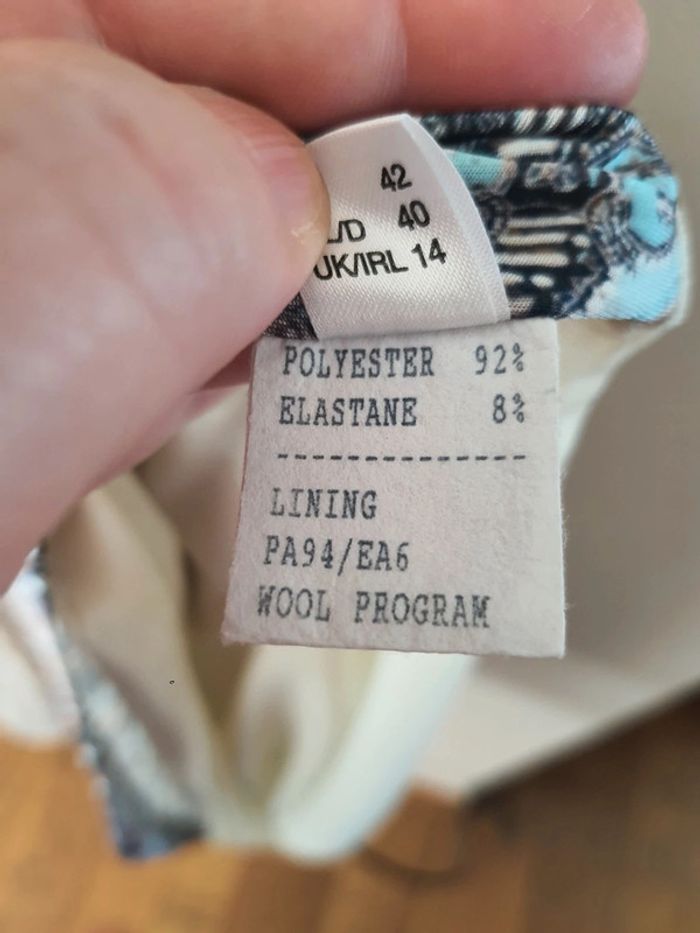 42
/D 40
UK/IRL 14
POLYESTER 92%
ELASTANE 8%
---------------
LINING
PA94/EA6
WOOL PROGRAM